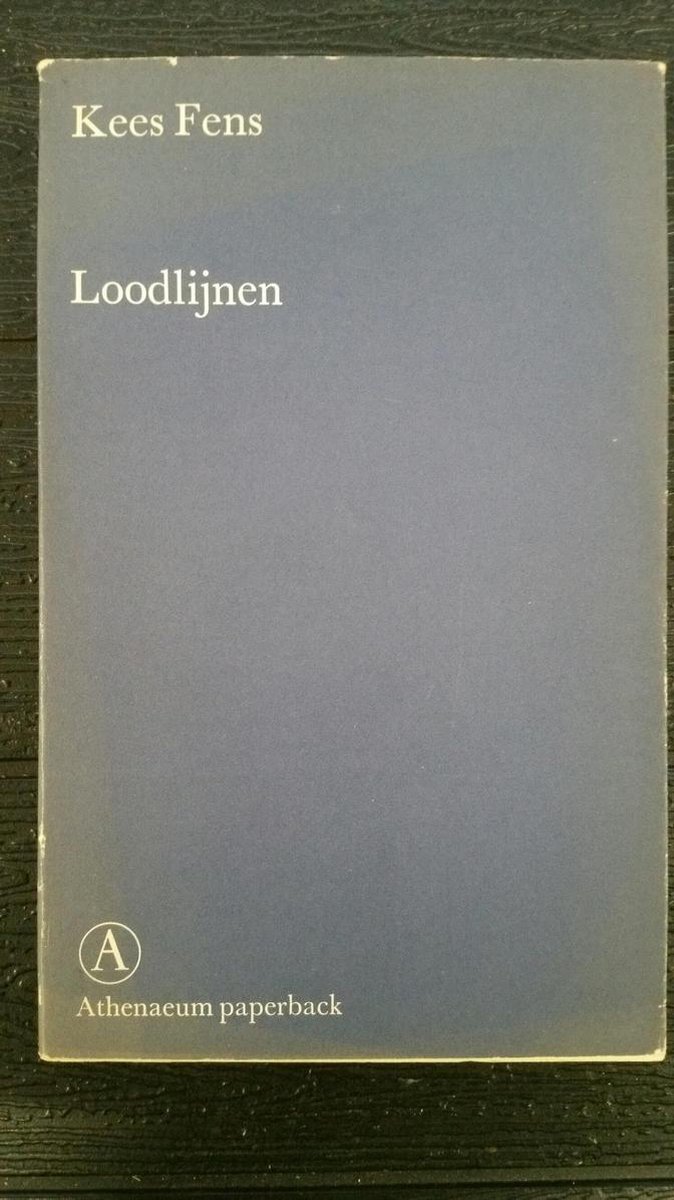 Kees Fens
Loodlijnen
A
Athenaeum paperback